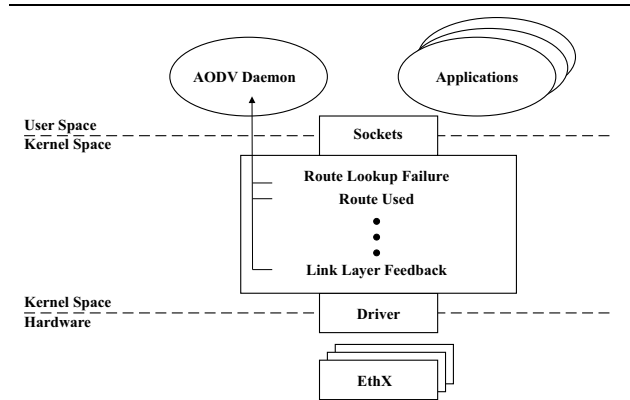 AODV Daemon
Applications
User Space
Kernel Space
Sockets
Route Lookup Failure
Route Used
Link Layer Feedback
Kernel Space
Hardware
Driver
EthX